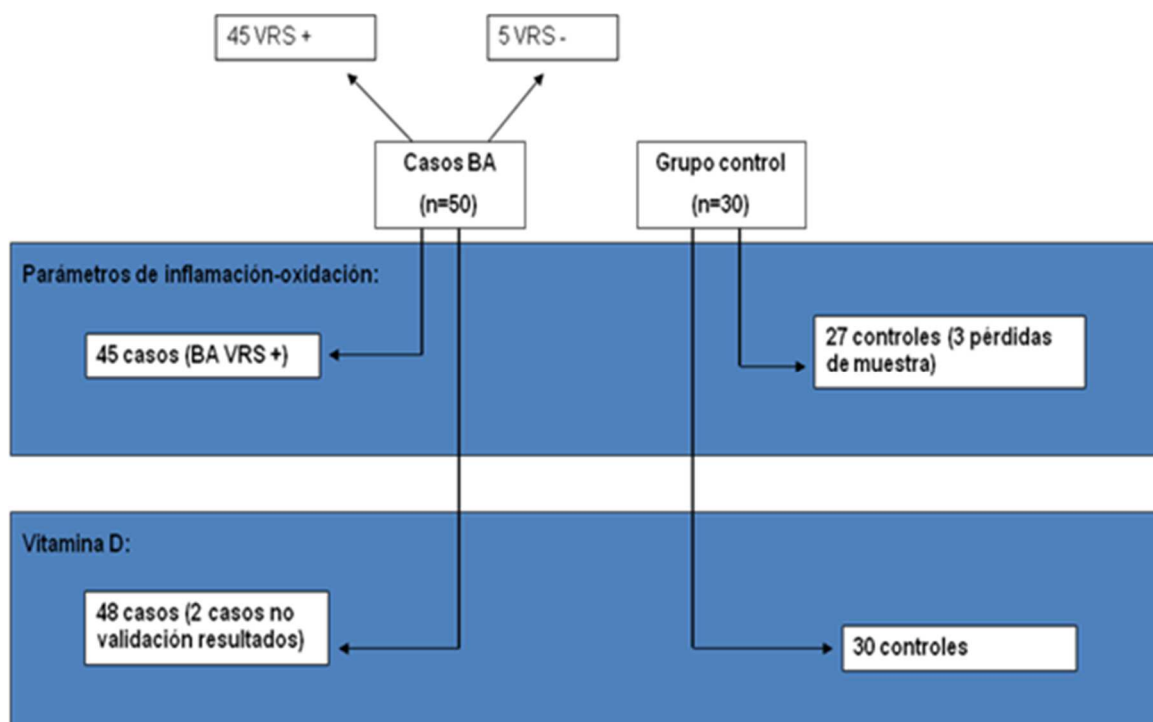 45 VRS +
5 VRS -
Casos BA
(n=50)
Grupo control
(n=30)
Parámetros de inflamación-oxidación:
45 casos (BA VRS +)
27 controles (3 pérdidas
de muestra)
Vitamina D:
48 casos (2 casos no
validación resultados)
30 controles